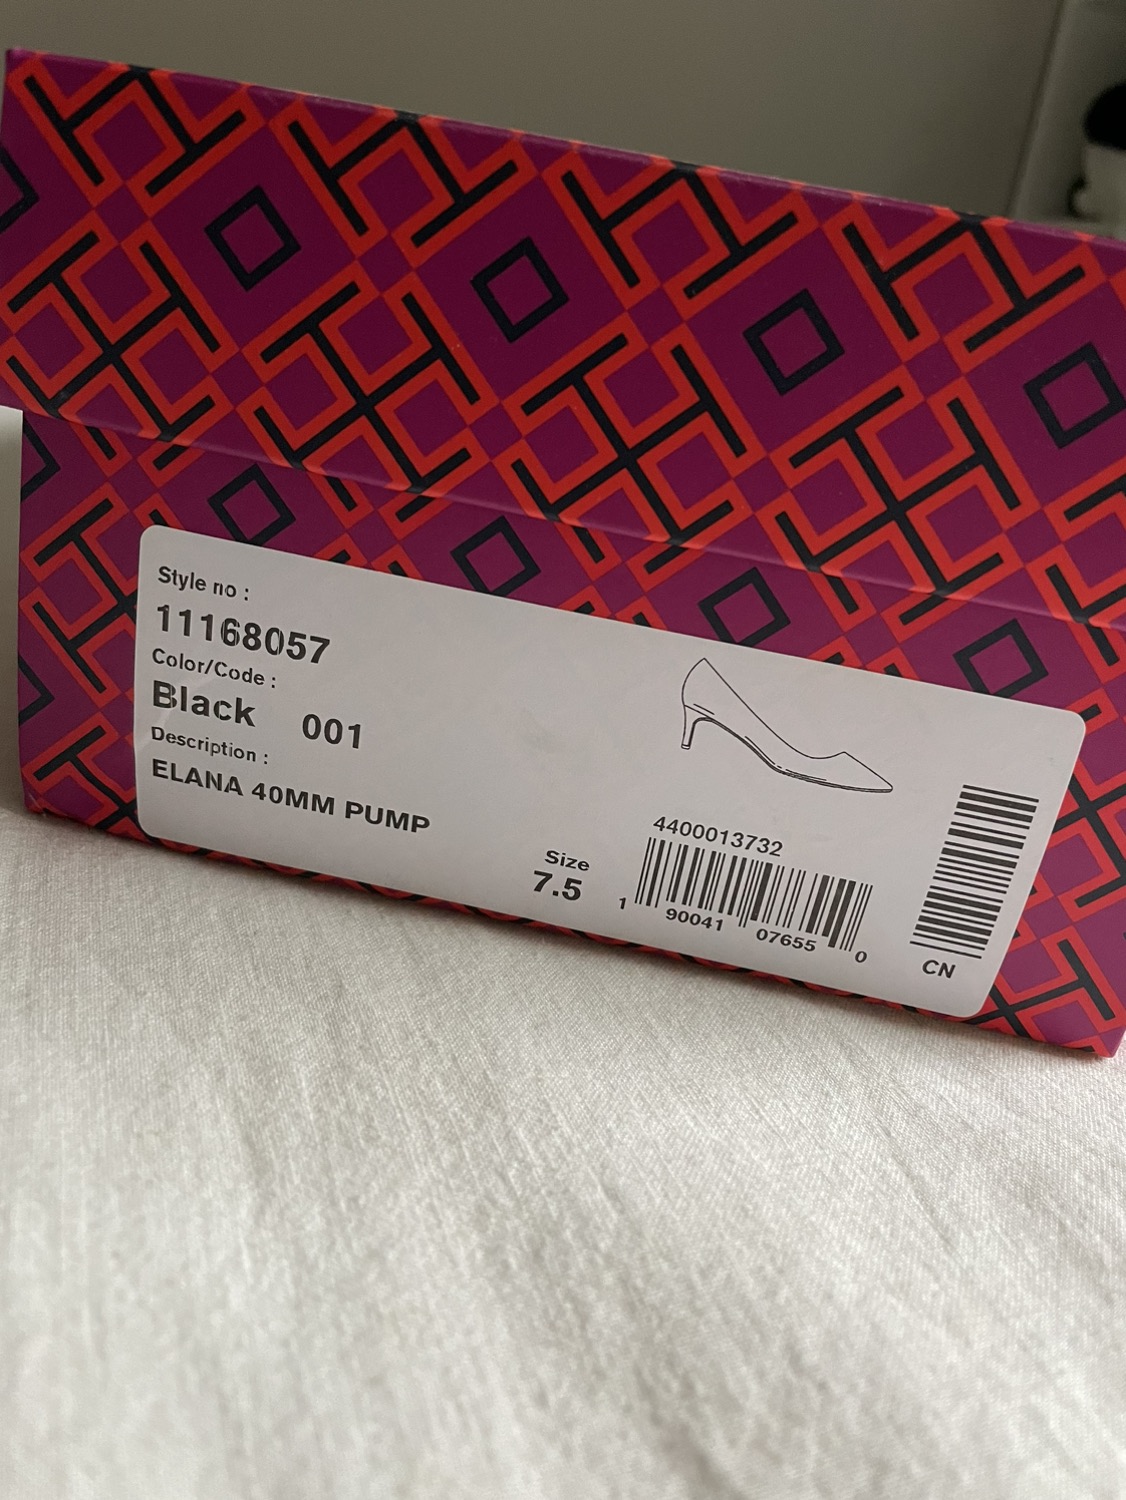 Style no :
11168057
Color/Code :
Black 001
Description :
ELANA 40MM PUMP
Size
7.5
4400013732
1 90041 07655 0
CN